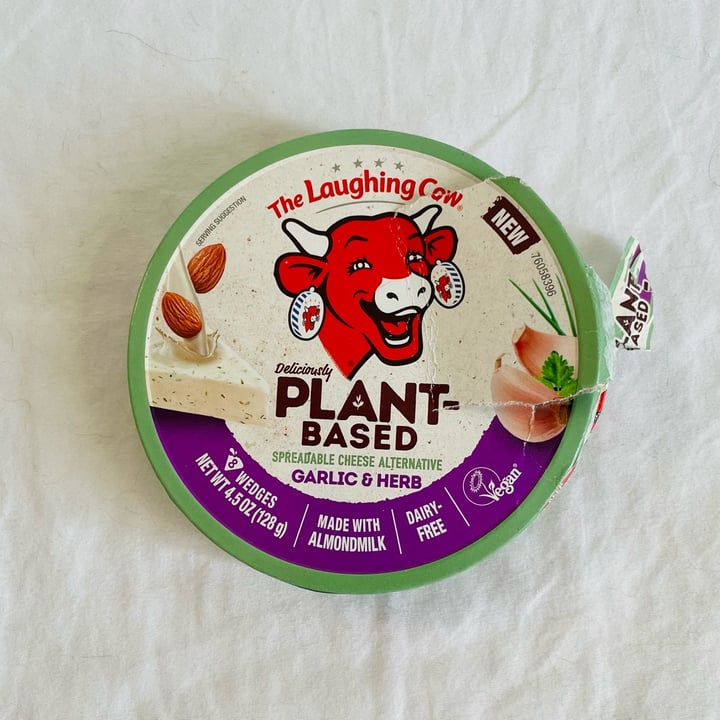 The Laughing Cow®
NEW
76058396
SERVING SUGGESTION
Deliciously
PLANT-
BASED
SPREADABLE CHEESE ALTERNATIVE
GARLIC & HERB
8 WEDGES
NET WT 4.5 OZ (128 g)
MADE WITH
ALMONDMILK
DAIRY-
FREE
Vegan®